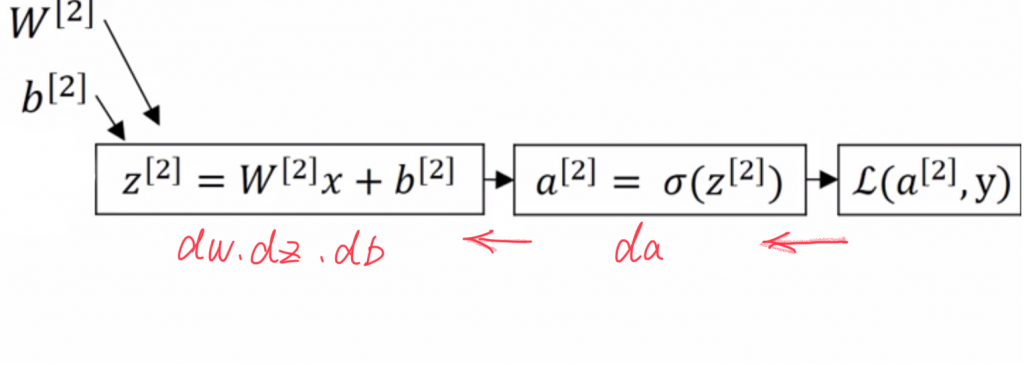 W^[2]
b^[2]
z^[2] = W^[2]x + b^[2]
a^[2] = σ(z^[2])
ℒ(a^[2],y)
dw.dz.db
da